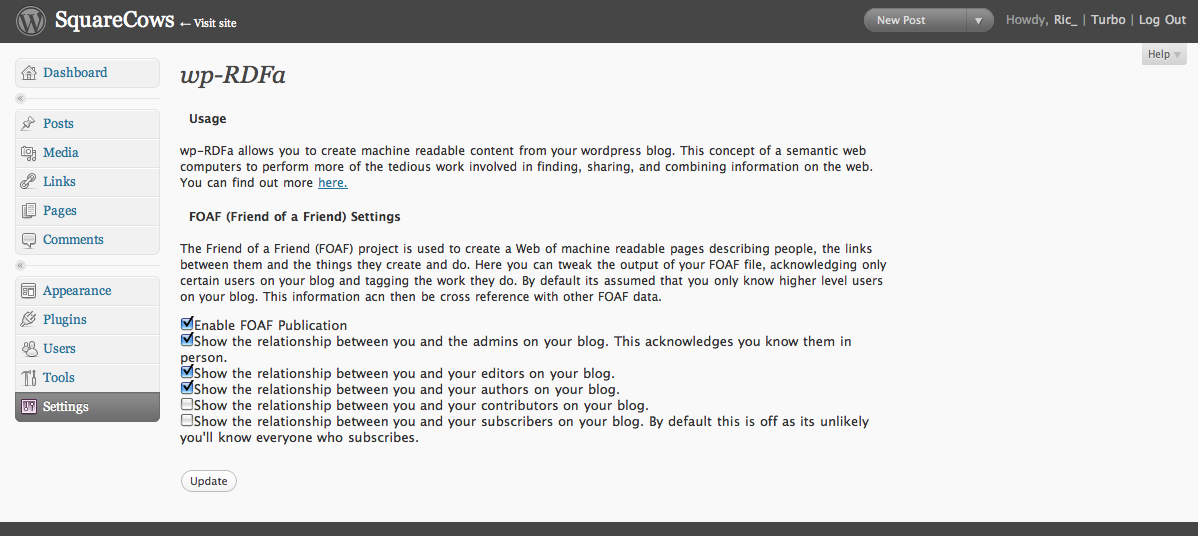 SquareCows ← Visit site
New Post
Howdy, Ric_ | Turbo | Log Out
Help
Dashboard
Posts
Media
Links
Pages
Comments
Appearance
Plugins
Users
Tools
Settings
wp-RDFa
Usage
wp-RDFa allows you to create machine readable content from your wordpress blog. This concept of a semantic web
computers to perform more of the tedious work involved in finding, sharing, and combining information on the web.
You can find out more here.
FOAF (Friend of a Friend) Settings
The Friend of a Friend (FOAF) project is used to create a Web of machine readable pages describing people, the links
between them and the things they create and do. Here you can tweak the output of your FOAF file, acknowledging only
certain users on your blog and tagging the work they do. By default its assumed that you only know higher level users
on your blog. This information acn then be cross reference with other FOAF data.
Enable FOAF Publication
Show the relationship between you and the admins on your blog. This acknowledges you know them in
person.
Show the relationship between you and your editors on your blog.
Show the relationship between you and your authors on your blog.
Show the relationship between you and your contributors on your blog.
Show the relationship between you and your subscribers on your blog. By default this is off as its unlikely
you'll know everyone who subscribes.
Update